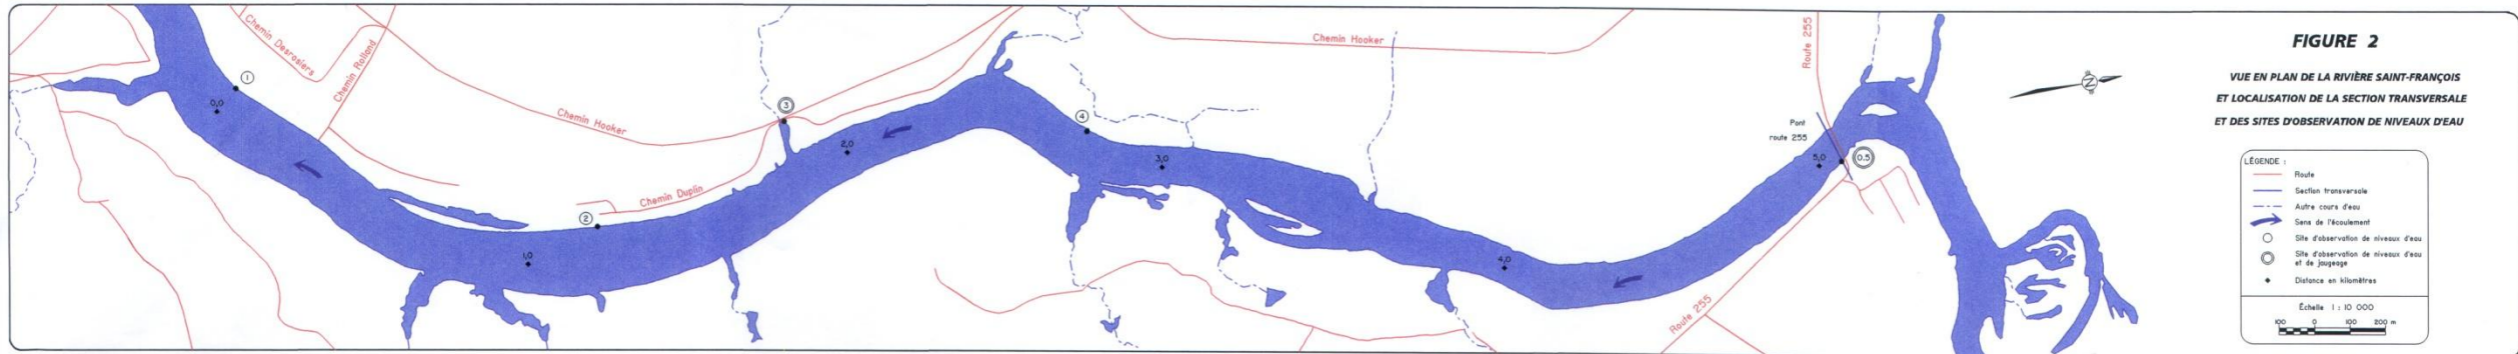 FIGURE 2
VUE EN PLAN DE LA RIVIÈRE SAINT-FRANÇOIS
ET LOCALISATION DE LA SECTION TRANSVERSALE
ET DES SITES D'OBSERVATION DE NIVEAUX D'EAU
N
LÉGENDE :
Route
Section transversale
Autre cours d'eau
Sens de l'écoulement
Site d'observation de niveaux d'eau
Site d'observation de niveaux d'eau
et de jaugeage
Distance en kilomètres
Échelle 1 : 10 000
100 0 100 200 m
Chemin Desrosiers
Chemin Rolland
Chemin Hooker
Chemin Duplin
Chemin Hooker
Route 255
Pont
route 255
Route 255
1
0,0
2
1,0
3
2,0
4
3,0
4,0
5,0
0,5